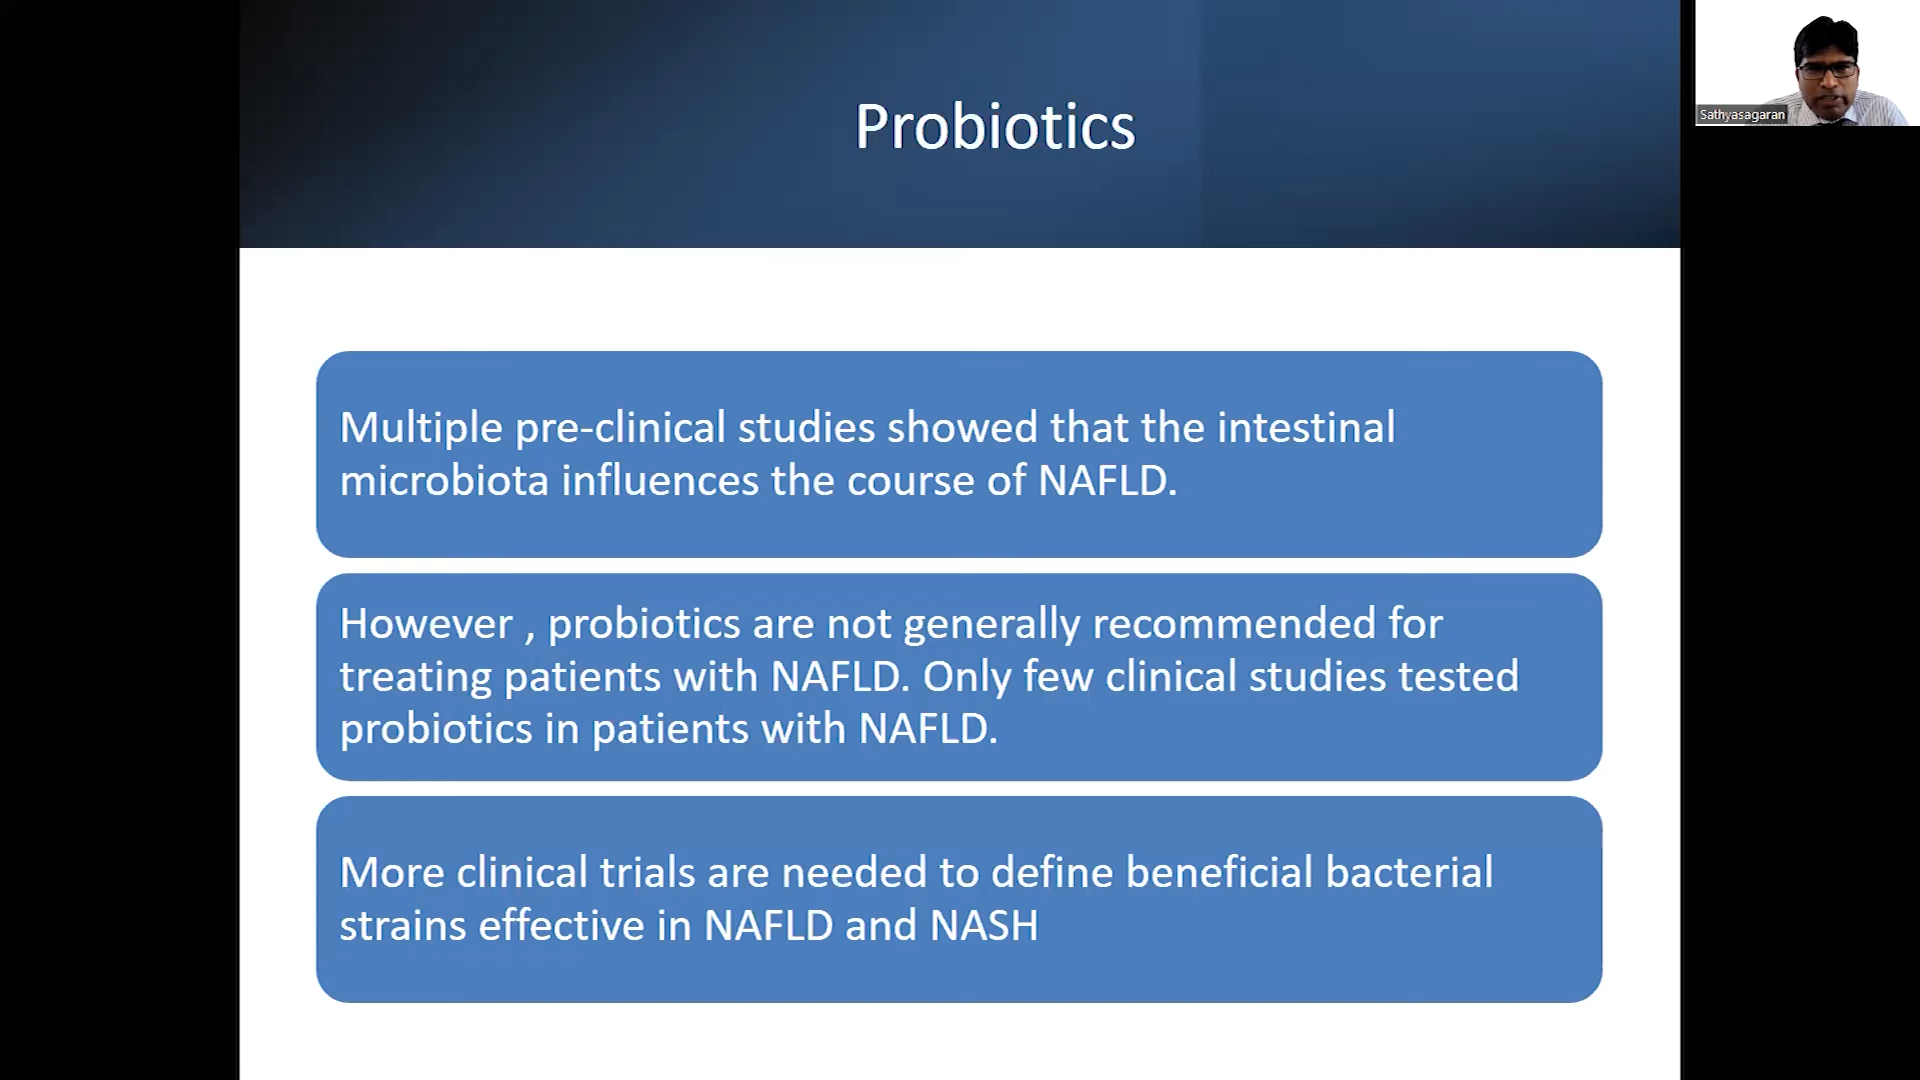 Probiotics
Sathyasagaran
Multiple pre-clinical studies showed that the intestinal
microbiota influences the course of NAFLD.
However , probiotics are not generally recommended for
treating patients with NAFLD. Only few clinical studies tested
probiotics in patients with NAFLD.
More clinical trials are needed to define beneficial bacterial
strains effective in NAFLD and NASH